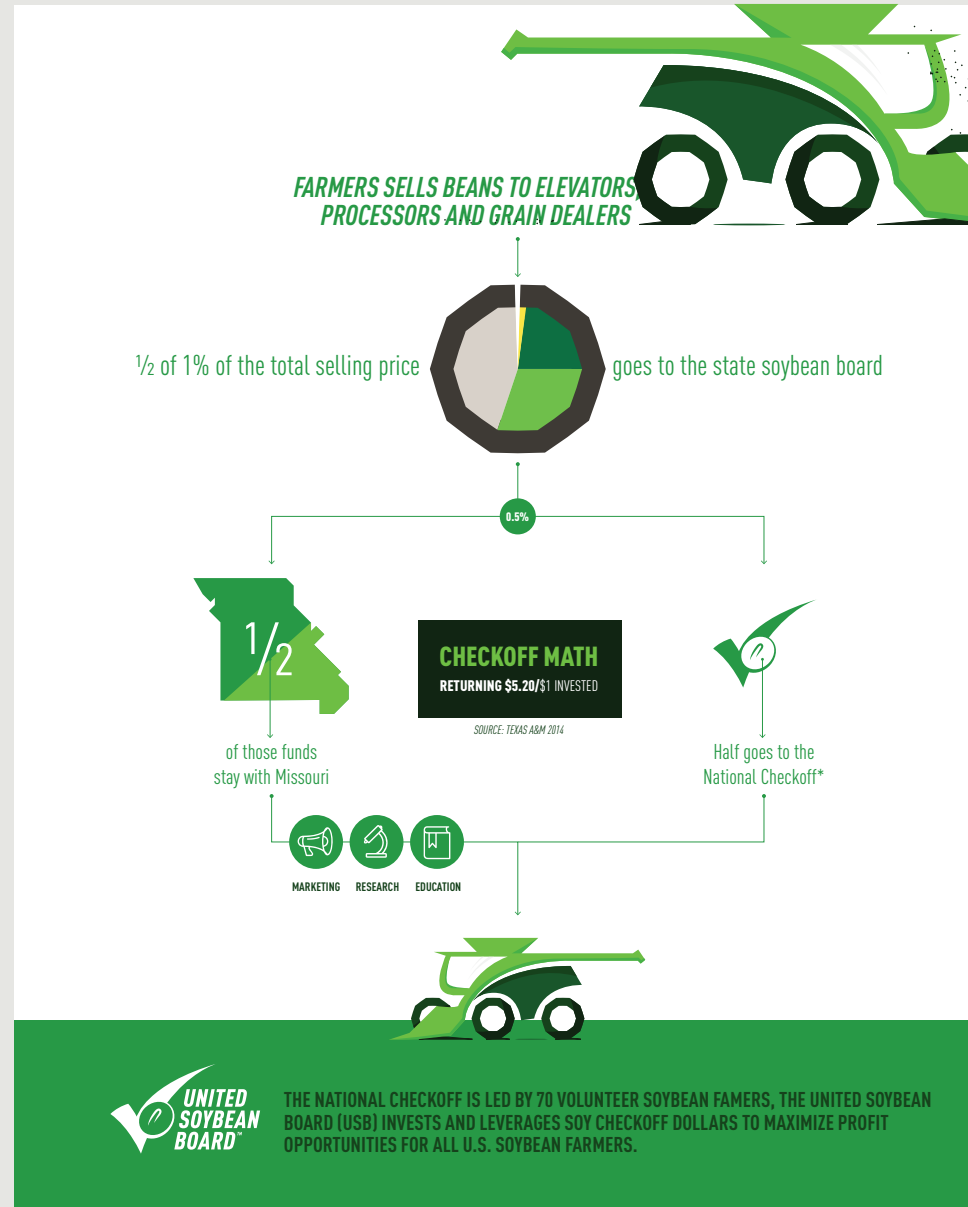 FARMERS SELLS BEANS TO ELEVATORS,
PROCESSORS AND GRAIN DEALERS
½ of 1% of the total selling price
goes to the state soybean board
0.5%
1/2
CHECKOFF MATH
RETURNING $5.20/$1 INVESTED
SOURCE: TEXAS A&M 2014
of those funds
stay with Missouri
Half goes to the
National Checkoff*
MARKETING
RESEARCH
EDUCATION
UNITED
SOYBEAN
BOARD™
THE NATIONAL CHECKOFF IS LED BY 70 VOLUNTEER SOYBEAN FAMERS, THE UNITED SOYBEAN
BOARD (USB) INVESTS AND LEVERAGES SOY CHECKOFF DOLLARS TO MAXIMIZE PROFIT
OPPORTUNITIES FOR ALL U.S. SOYBEAN FARMERS.